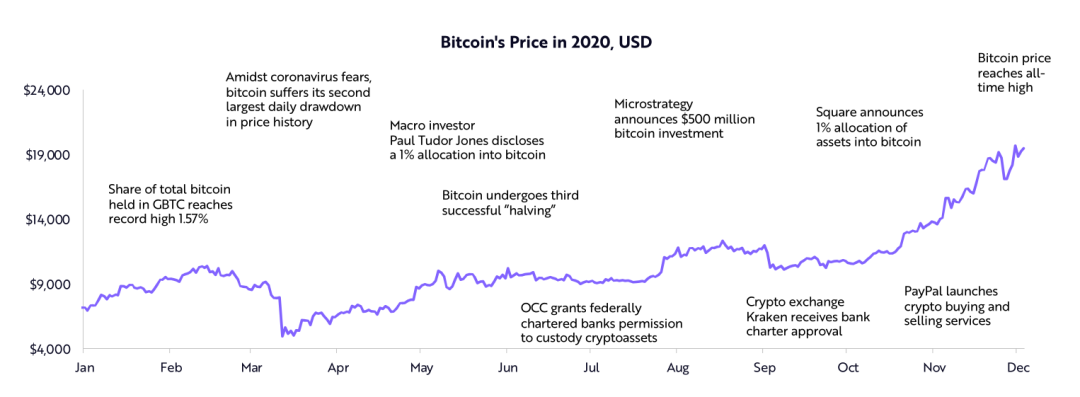 Bitcoin's Price in 2020, USD
Bitcoin price
reaches all-
time high
Amidst coronavirus fears,
bitcoin suffers its second
largest daily drawdown
in price history
Macro investor
Paul Tudor Jones discloses
a 1% allocation into bitcoin
Microstrategy
announces $500 million
bitcoin investment
Square announces
1% allocation of
assets into bitcoin
Share of total bitcoin
held in GBTC reaches
record high 1.57%
Bitcoin undergoes third
successful “halving”
OCC grants federally
chartered banks permission
to custody cryptoassets
Crypto exchange
Kraken receives bank
charter approval
PayPal launches
crypto buying and
selling services
$24,000
$19,000
$14,000
$9,000
$4,000
Jan Feb Mar Apr May Jun Jul Aug Sep Oct Nov Dec